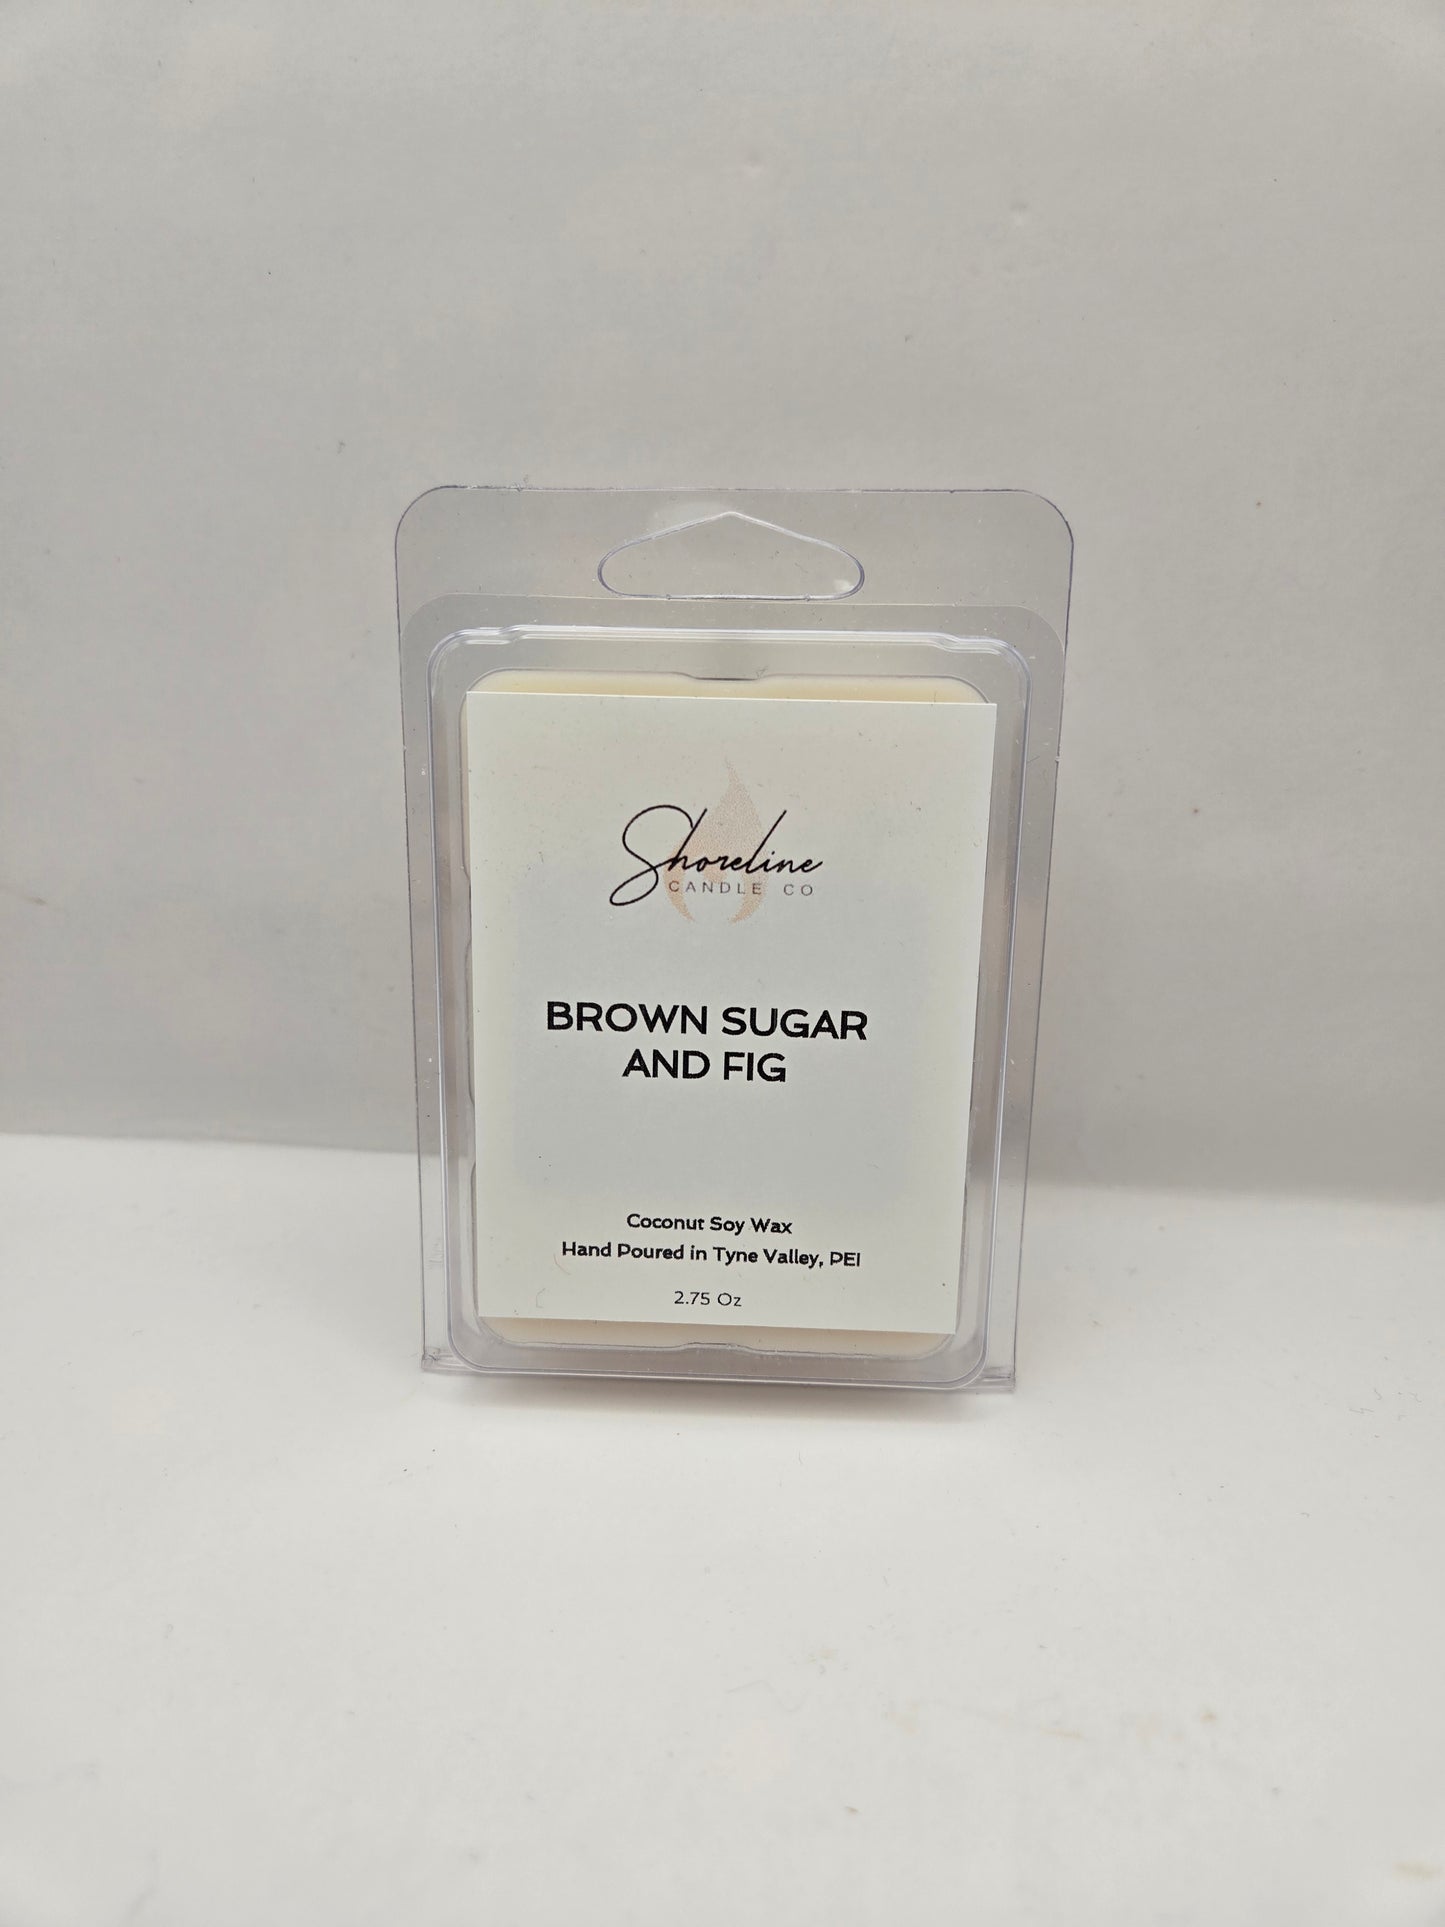 Shoreline
CANDLE CO
BROWN SUGAR
AND FIG
Coconut Soy Wax
Hand Poured in Tyne Valley, PEI
2.75 Oz